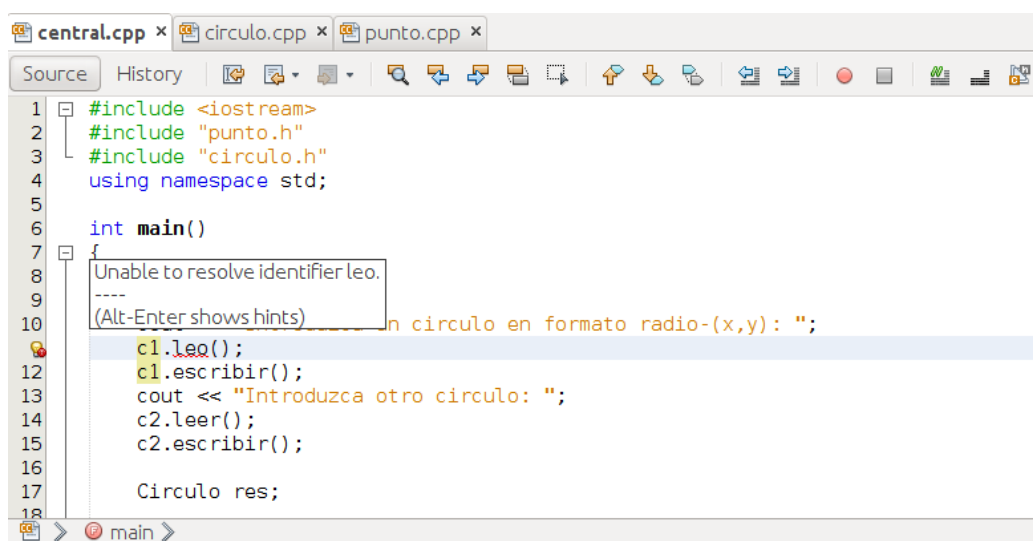 central.cpp × circulo.cpp × punto.cpp ×
Source History
1 #include <iostream>
2 #include "punto.h"
3 #include "circulo.h"
4 using namespace std;
5
6 int main()
7 {
8 Unable to resolve identifier leo.
9 ----
10 (Alt-Enter shows hints) circulo en formato radio-(x,y): ";
c1.leo();
12 c1.escribir();
13 cout << "Introduzca otro circulo: ";
14 c2.leer();
15 c2.escribir();
16
17 Circulo res;
18
main